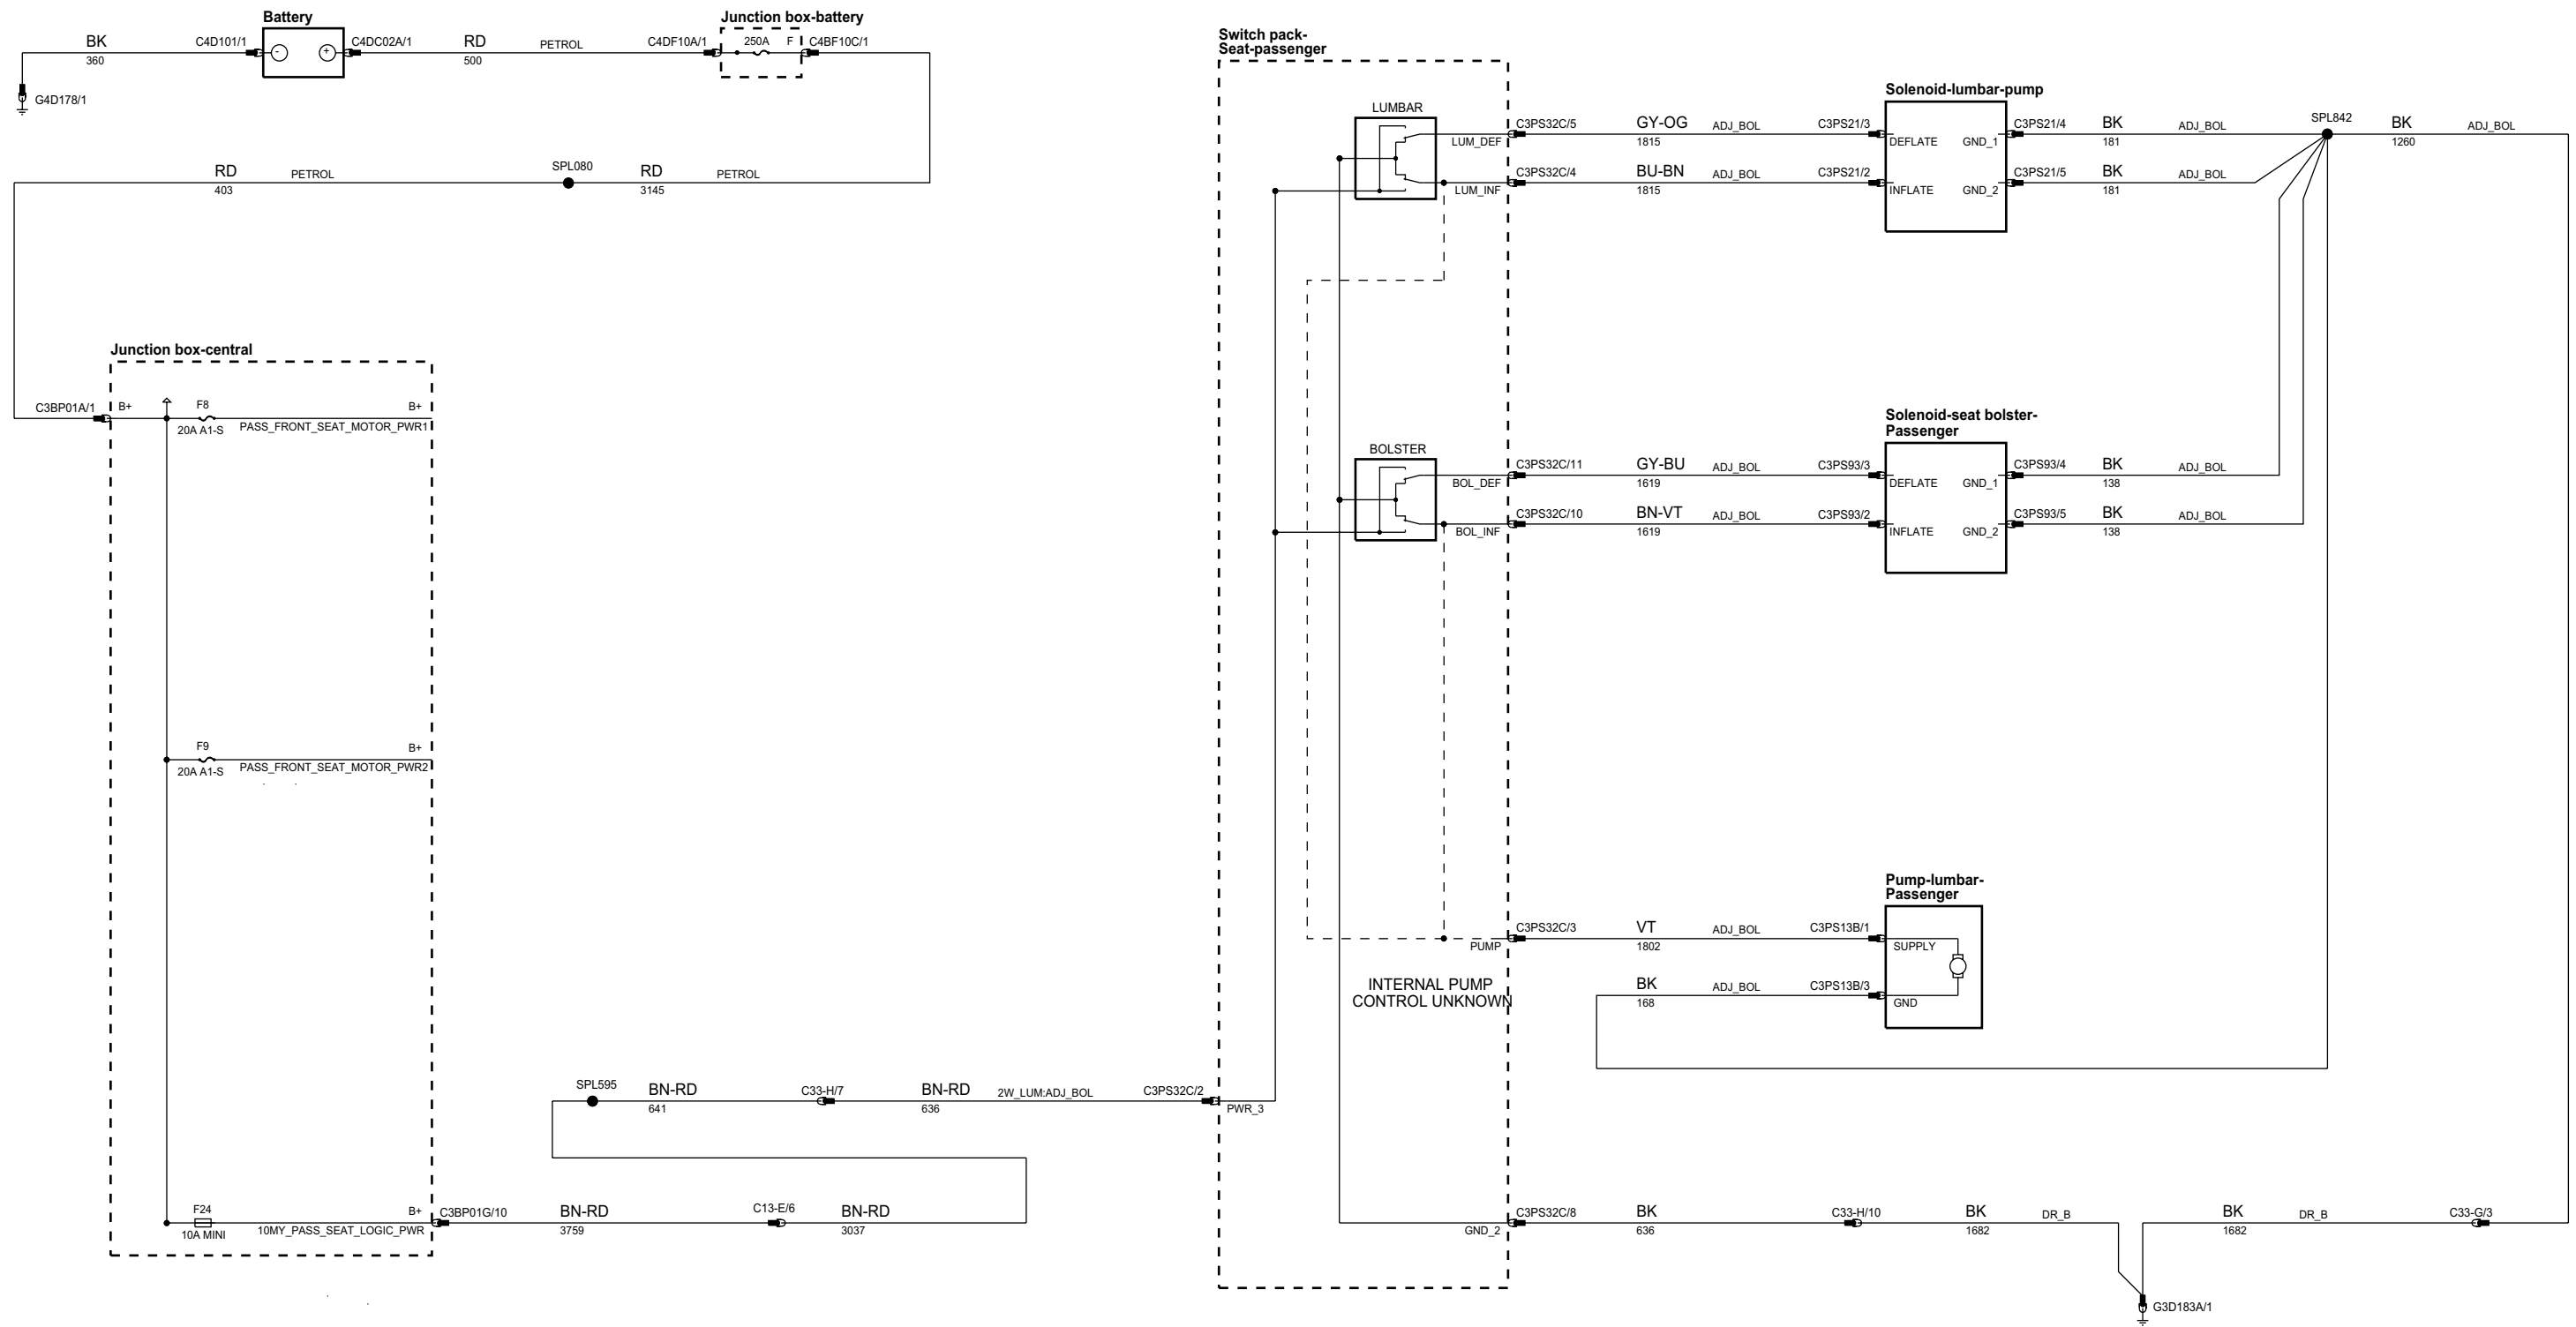 Battery
BK
360
C4D101/1
-
+
C4DC02A/1
RD
500
PETROL
C4DF10A/1
Junction box-battery
250A
F
C4BF10C/1
G4D178/1
RD
403
PETROL
SPL080
RD
3145
PETROL
Junction box-central
C3BP01A/1
B+
F8
20A A1-S
B+
PASS_FRONT_SEAT_MOTOR_PWR1
F9
20A A1-S
B+
PASS_FRONT_SEAT_MOTOR_PWR2
F24
10A MINI
B+
10MY_PASS_SEAT_LOGIC_PWR
C3BP01G/10
BN-RD
3759
C13-E/6
BN-RD
3037
SPL595
BN-RD
641
C33-H/7
BN-RD
636
2W_LUM:ADJ_BOL
C3PS32C/2
PWR_3
Switch pack-
Seat-passenger
LUMBAR
LUM_DEF
LUM_INF
C3PS32C/5
GY-OG
1815
ADJ_BOL
C3PS21/3
C3PS32C/4
BU-BN
1815
ADJ_BOL
C3PS21/2
Solenoid-lumbar-pump
DEFLATE
GND_1
INFLATE
GND_2
C3PS21/4
BK
181
ADJ_BOL
C3PS21/5
BK
181
ADJ_BOL
SPL842
BK
1260
ADJ_BOL
BOLSTER
BOL_DEF
BOL_INF
C3PS32C/11
GY-BU
1619
ADJ_BOL
C3PS93/3
C3PS32C/10
BN-VT
1619
ADJ_BOL
C3PS93/2
Solenoid-seat bolster-
Passenger
DEFLATE
GND_1
INFLATE
GND_2
C3PS93/4
BK
138
ADJ_BOL
C3PS93/5
BK
138
ADJ_BOL
PUMP
C3PS32C/3
VT
1802
ADJ_BOL
C3PS13B/1
BK
168
ADJ_BOL
C3PS13B/3
Pump-lumbar-
Passenger
SUPPLY
GND
INTERNAL PUMP
CONTROL UNKNOWN
GND_2
C3PS32C/8
BK
636
C33-H/10
BK
1682
DR_B
BK
1682
DR_B
C33-G/3
G3D183A/1